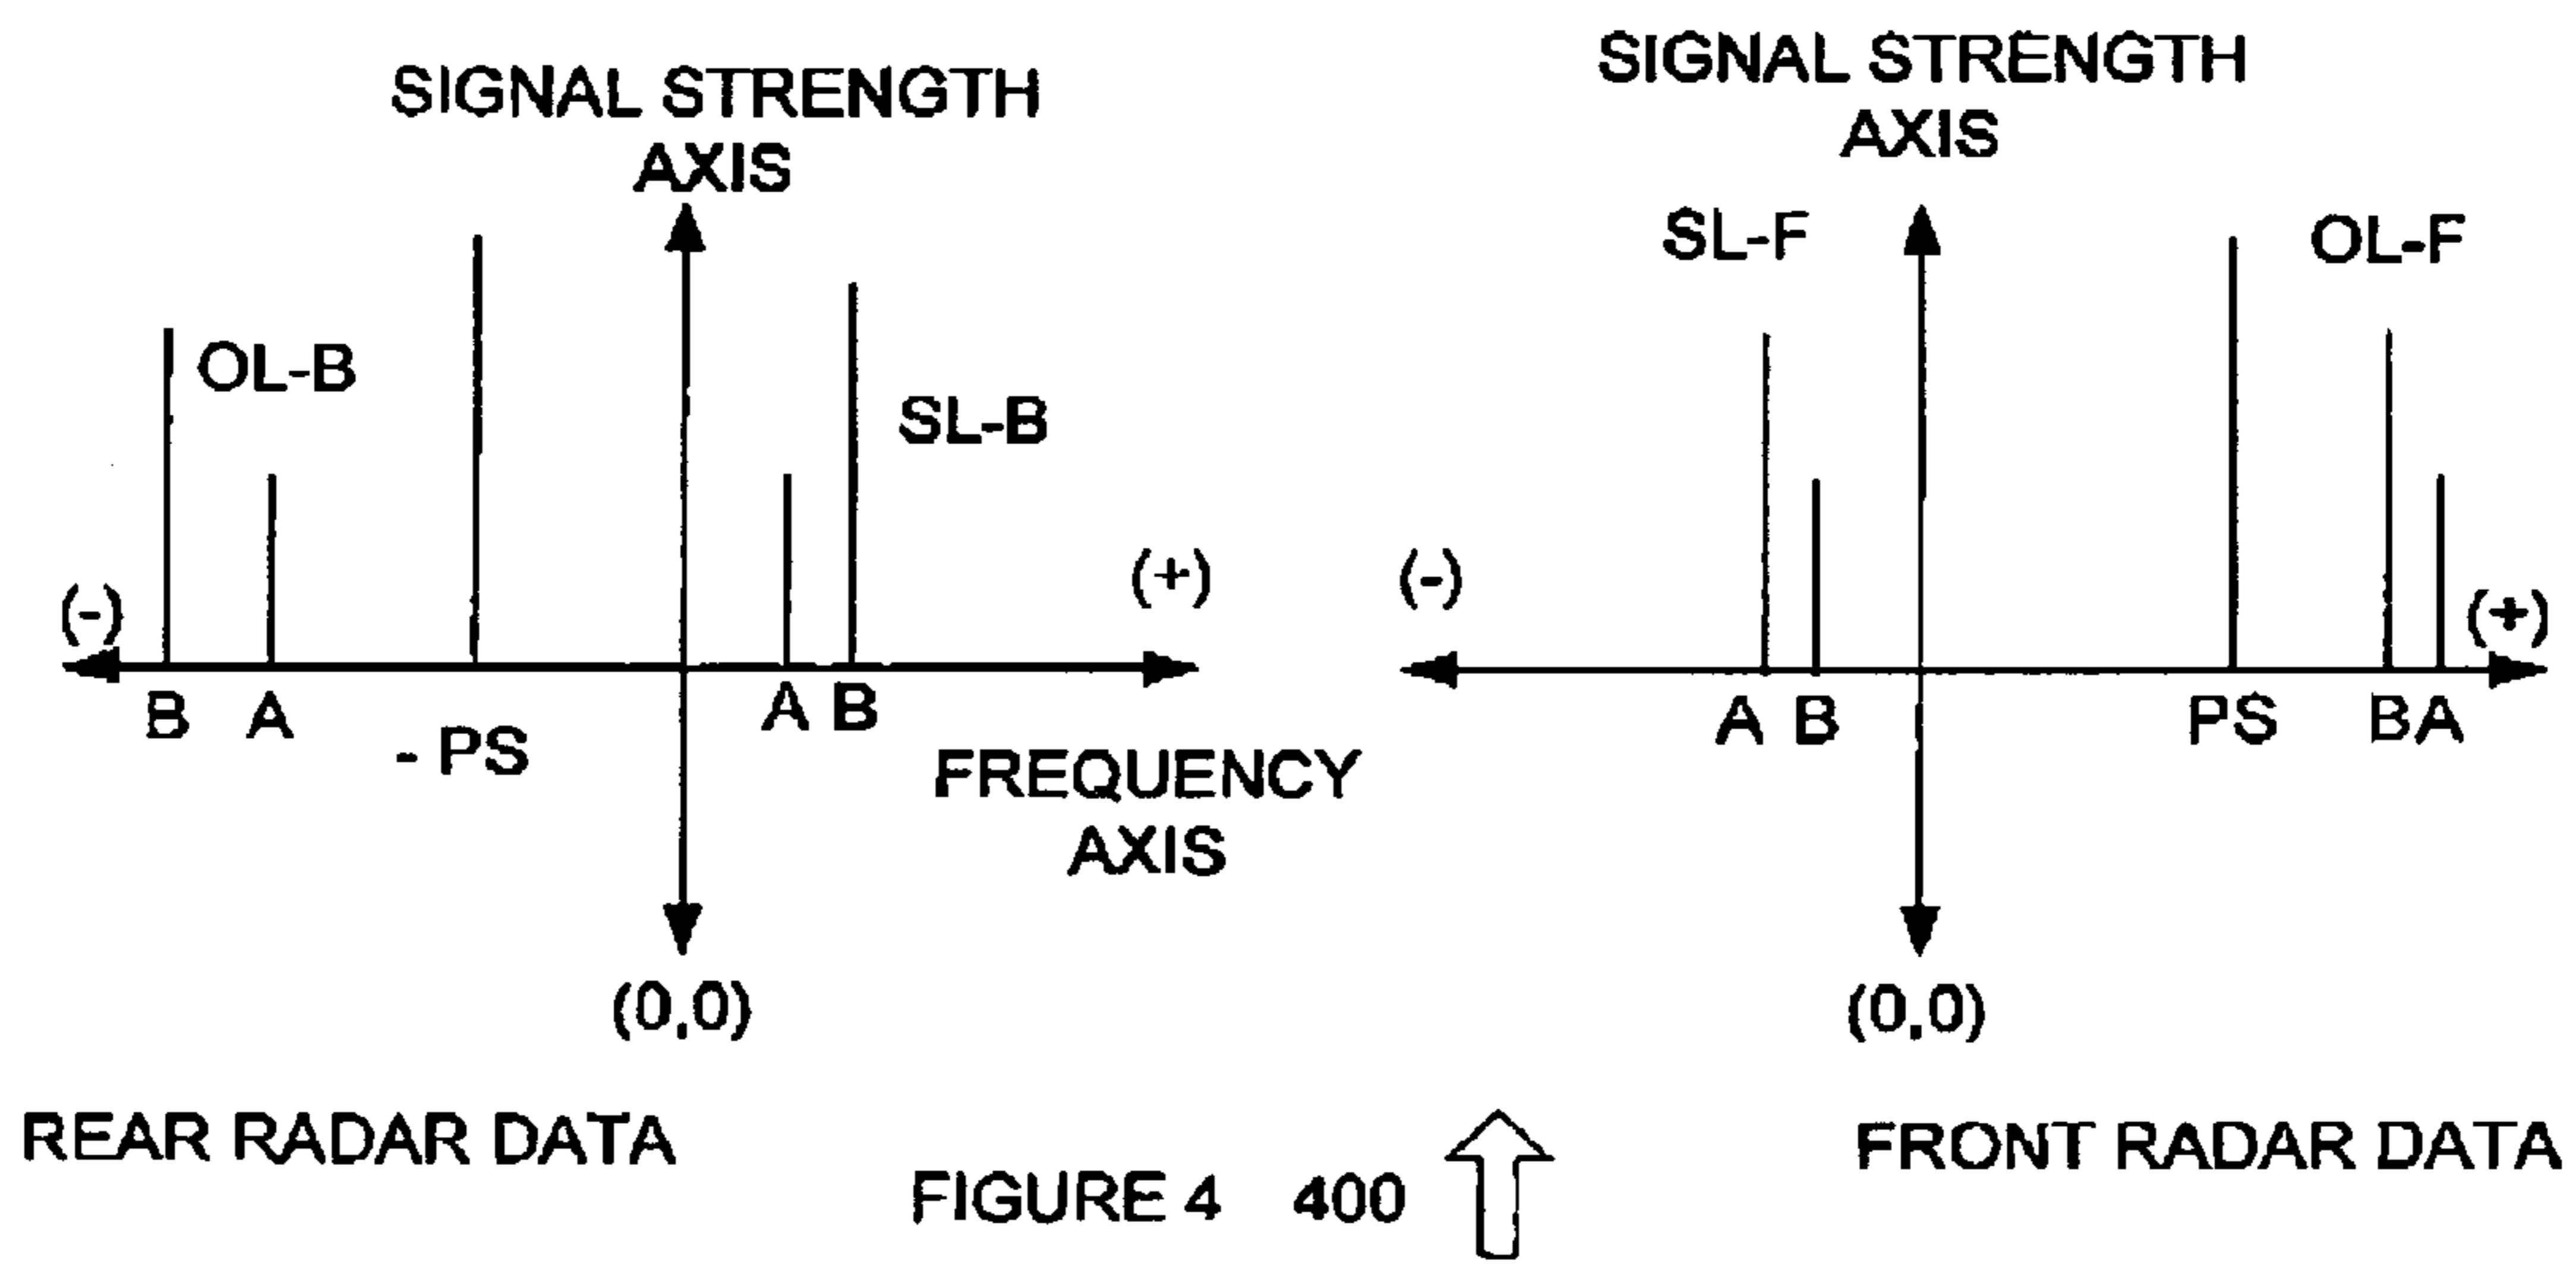 SIGNAL STRENGTH
AXIS
OL-B
SL-B
(-)
(+)
B
A
- PS
A
B
FREQUENCY
AXIS
(0,0)
REAR RADAR DATA
SIGNAL STRENGTH
AXIS
SL-F
OL-F
(-)
(+)
A
B
PS
B
A
(0,0)
FRONT RADAR DATA
FIGURE 4 400